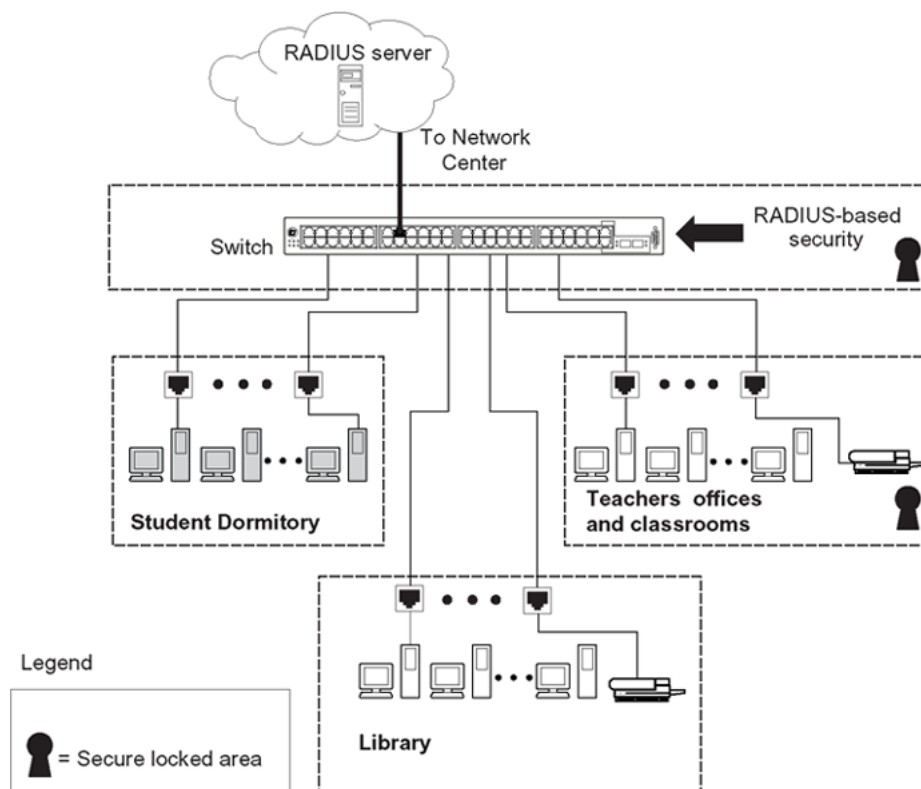 RADIUS server
To Network
Center
RADIUS-based
security
Switch
Student Dormitory
Teachers offices
and classrooms
Library
Legend
= Secure locked area